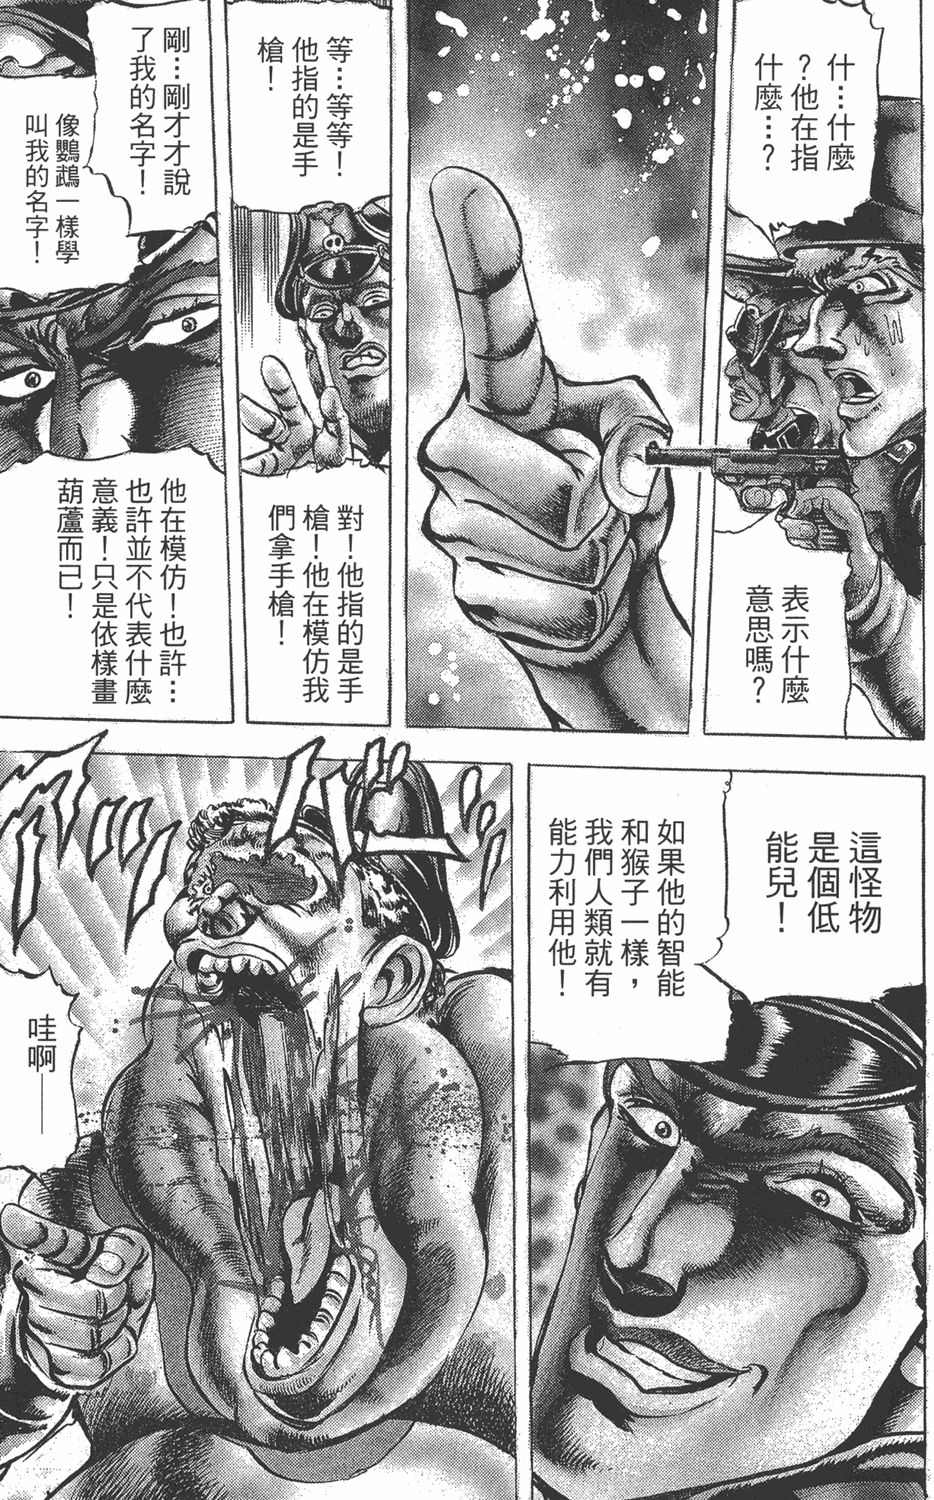 什…什麼
?他在指
什麼…?
表示什麼
意思嗎?
等…等等!
他指的是手
槍!
對!他指的是手
槍!他在模仿我
們拿手槍!
剛…剛才才說
了我的名字!
像鸚鵡一樣學
叫我的名字!
他在模仿!也許…
也許並不代表什麼
意義!只是依樣畫
葫蘆而已!
這怪物
是個低
能兒!
如果他的智能
和猴子一樣,
我們人類就有
能力利用他!
バババ
バー
哇啊——